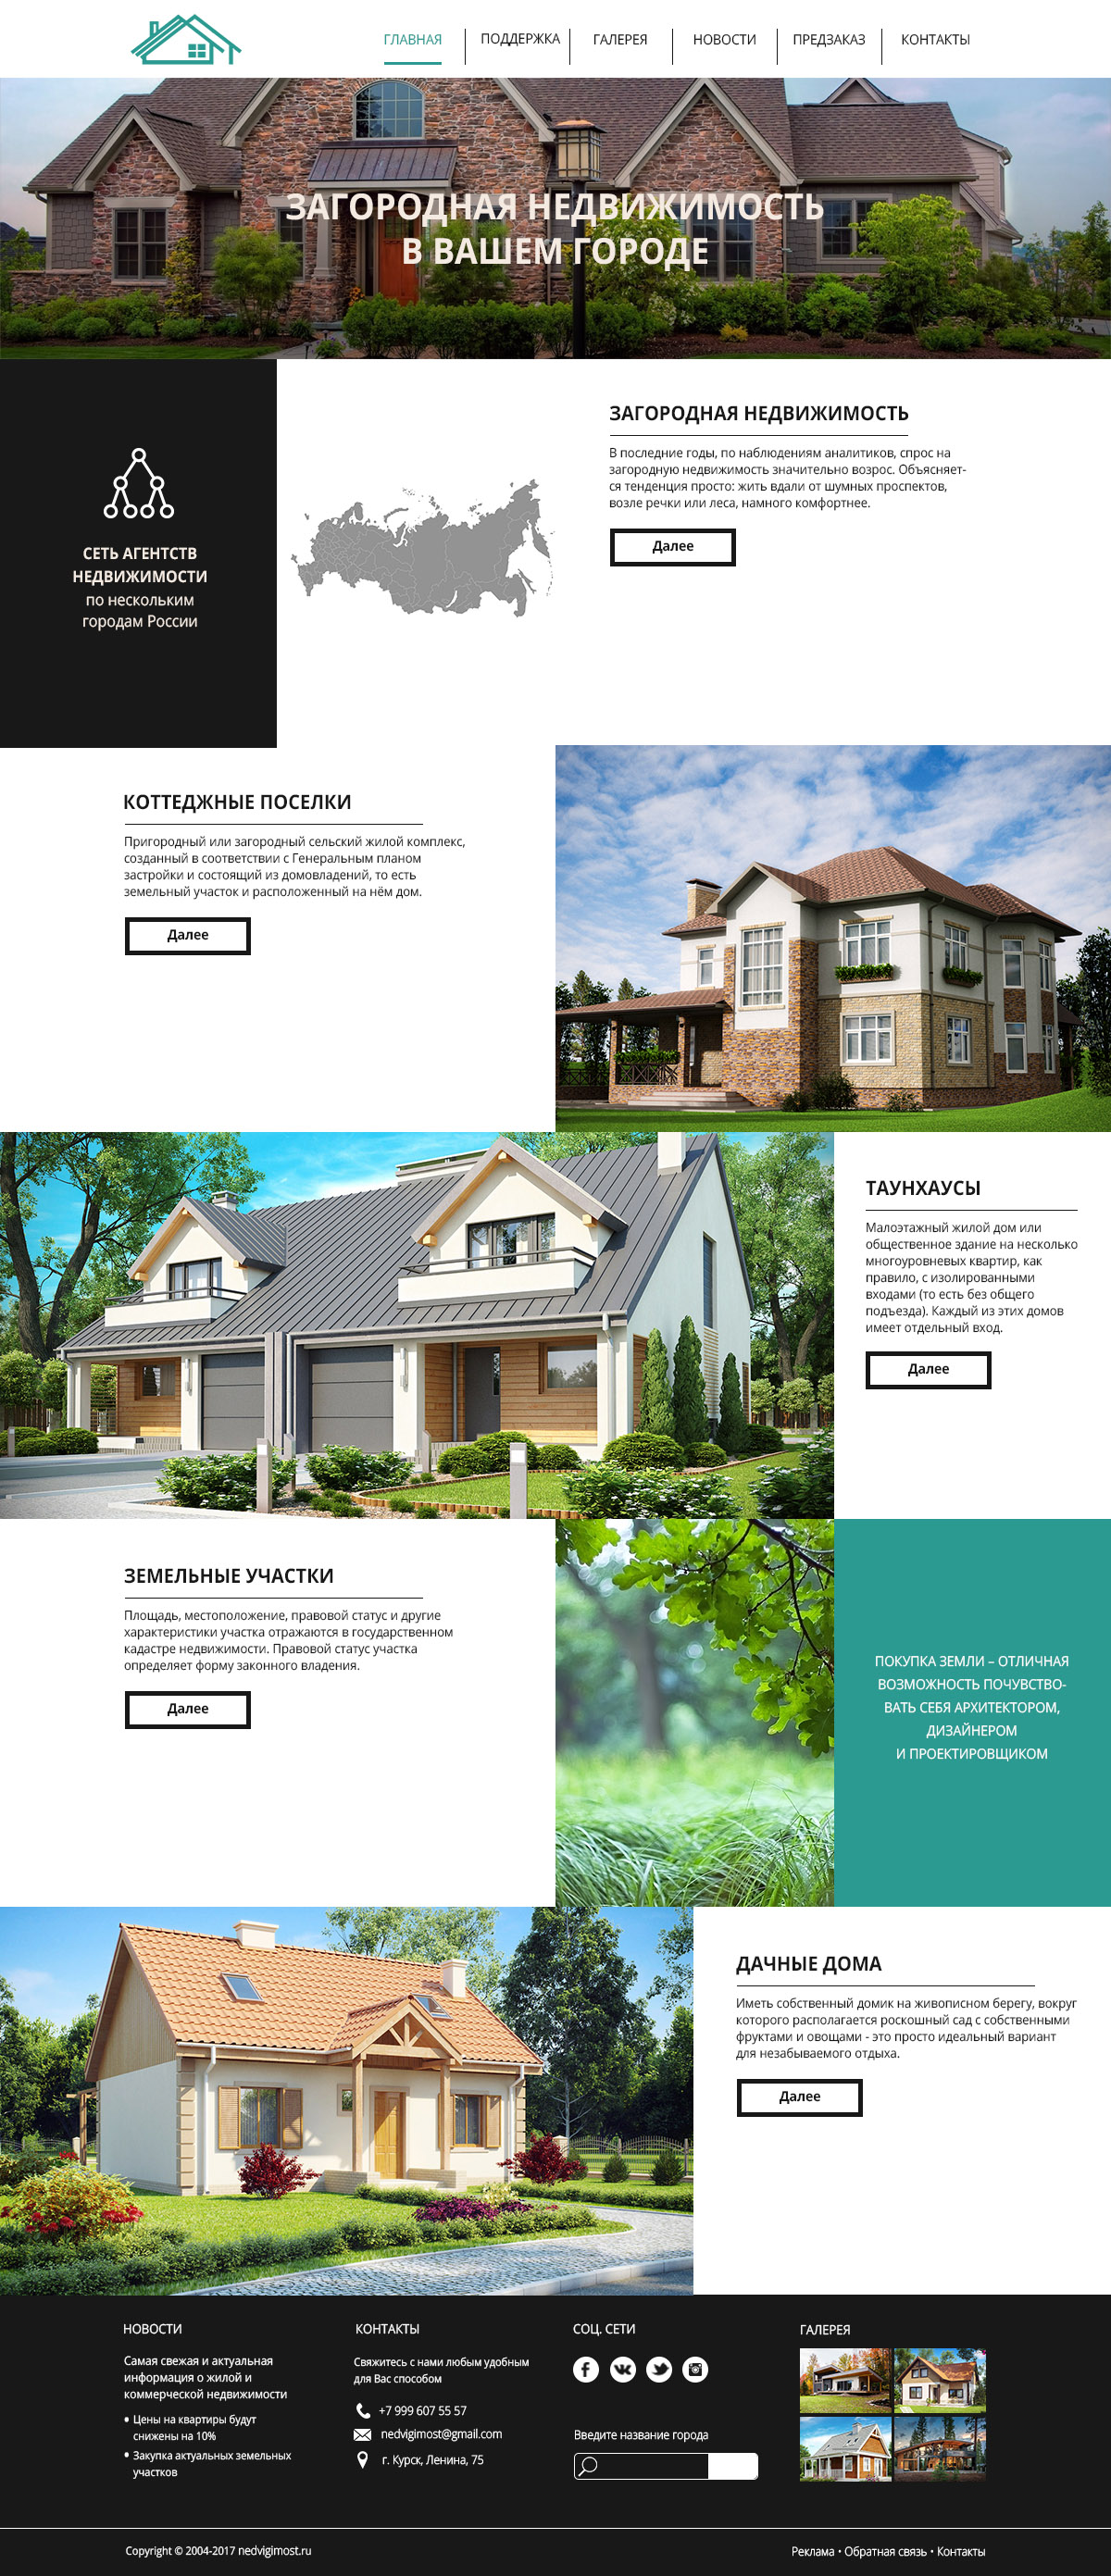 ГЛАВНАЯ
ПОДДЕРЖКА
ГАЛЕРЕЯ
НОВОСТИ
ПРЕДЗАКАЗ
КОНТАКТЫ
ЗАГОРОДНАЯ НЕДВИЖИМОСТЬ
В ВАШЕМ ГОРОДЕ
СЕТЬ АГЕНТСТВ
НЕДВИЖИМОСТИ
по нескольким
городам России
ЗАГОРОДНАЯ НЕДВИЖИМОСТЬ
В последние годы, по наблюдениям аналитиков, спрос на
загородную недвижимость значительно возрос. Объясняет-
ся тенденция просто: жить вдали от шумных проспектов,
возле речки или леса, намного комфортнее.
Далее
КОТТЕДЖНЫЕ ПОСЕЛКИ
Пригородный или загородный сельский жилой комплекс,
созданный в соответствии с Генеральным планом
застройки и состоящий из домовладений, то есть
земельный участок и расположенный на нём дом.
Далее
ТАУНХАУСЫ
Малоэтажный жилой дом или
общественное здание на несколько
многоуровневых квартир, как
правило, с изолированными
входами (то есть без общего
подъезда). Каждый из этих домов
имеет отдельный вход.
Далее
ЗЕМЕЛЬНЫЕ УЧАСТКИ
Площадь, местоположение, правовой статус и другие
характеристики участка отражаются в государственном
кадастре недвижимости. Правовой статус участка
определяет форму законного владения.
Далее
ПОКУПКА ЗЕМЛИ – ОТЛИЧНАЯ
ВОЗМОЖНОСТЬ ПОЧУВСТВО-
ВАТЬ СЕБЯ АРХИТЕКТОРОМ,
ДИЗАЙНЕРОМ
И ПРОЕКТИРОВЩИКОМ
ДАЧНЫЕ ДОМА
Иметь собственный домик на живописном берегу, вокруг
которого располагается роскошный сад с собственными
фруктами и овощами - это просто идеальный вариант
для незабываемого отдыха.
Далее
НОВОСТИ
Самая свежая и актуальная
информация о жилой и
коммерческой недвижимости
• Цены на квартиры будут
снижены на 10%
• Закупка актуальных земельных
участков
КОНТАКТЫ
Свяжитесь с нами любым удобным
для Вас способом
+7 999 607 55 57
nedvigimost@gmail.com
г. Курск, Ленина, 75
СОЦ. СЕТИ
Введите название города
ГАЛЕРЕЯ
Copyright © 2004-2017 nedvigimost.ru
Реклама • Обратная связь • Контакты